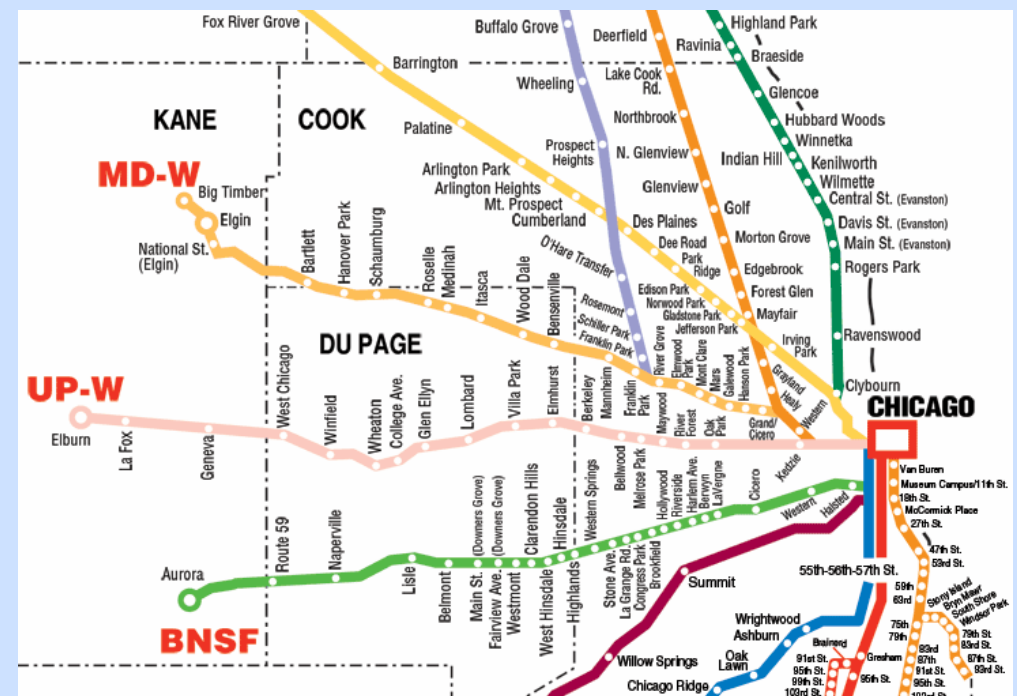 Fox River Grove
Barrington
Palatine
Arlington Park
Arlington Heights
Mt. Prospect
Cumberland
Des Plaines
Dee Road
Park
Ridge
Edison Park
Norwood Park
Gladstone Park
Jefferson Park
Irving
Park
Clybourn
Buffalo Grove
Wheeling
Prospect
Heights
O'Hare Transfer
Rosemont
Schiller Park
Franklin Park
Deerfield
Lake Cook
Rd.
Northbrook
N. Glenview
Glenview
Golf
Morton Grove
Edgebrook
Forest Glen
Mayfair
Grayland
Healy
Western
Highland Park
Ravinia
Braeside
Glencoe
Hubbard Woods
Winnetka
Indian Hill
Kenilworth
Wilmette
Central St. (Evanston)
Davis St. (Evanston)
Main St. (Evanston)
Rogers Park
Ravenswood
KANE
COOK
DU PAGE
CHICAGO
MD-W
Big Timber
Elgin
National St.
(Elgin)
Bartlett
Hanover Park
Schaumburg
Roselle
Medinah
Itasca
Wood Dale
Bensenville
Mannheim
Franklin
Park
River Grove
Elmwood
Park
Mont Clare
Mars
Galewood
Hanson Park
Grand/
Cicero
UP-W
Elburn
La Fox
Geneva
West Chicago
Winfield
Wheaton
College Ave.
Glen Ellyn
Lombard
Villa Park
Elmhurst
Berkeley
Bellwood
Melrose Park
Maywood
River
Forest
Oak
Park
Kedzie
BNSF
Aurora
Route 59
Naperville
Lisle
Belmont
Main St. (Downers Grove)
Fairview Ave. (Downers Grove)
Westmont
Clarendon Hills
West Hinsdale
Hinsdale
Highlands
Western Springs
Stone Ave.
La Grange Rd.
Congress Park
Brookfield
Hollywood
Riverside
Harlem Ave.
Berwyn
LaVergne
Cicero
Western
Halsted
Summit
Willow Springs
Wrightwood
Ashburn
Oak
Lawn
Chicago Ridge
Van Buren
Museum Campus/11th St.
18th St.
McCormick Place
27th St.
47th St.
53rd St.
55th-56th-57th St.
59th
63rd
75th
79th
83rd
87th
91st St.
95th St.
Stony Island
Bryn Mawr
South Shore
Windsor Park
79th St.
83rd St.
87th St.
93rd St.
Brainard
Gresham
91st St.
95th St.
99th St.
103rd St.
95th St.